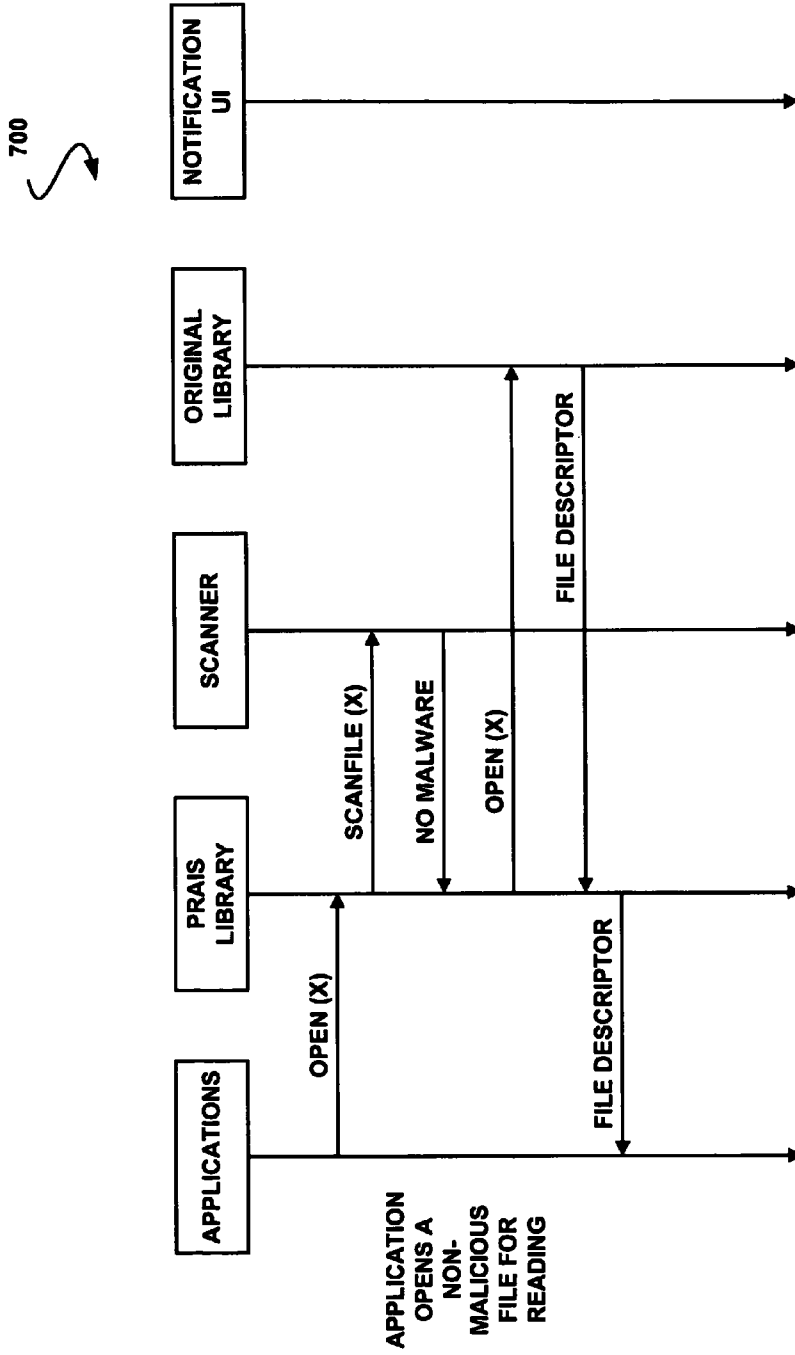 700
APPLICATIONS
PRAIS
LIBRARY
SCANNER
ORIGINAL
LIBRARY
NOTIFICATION
UI
APPLICATION
OPENS A
NON-
MALICIOUS
FILE FOR
READING
OPEN (X)
SCANFILE (X)
NO MALWARE
OPEN (X)
FILE DESCRIPTOR
FILE DESCRIPTOR